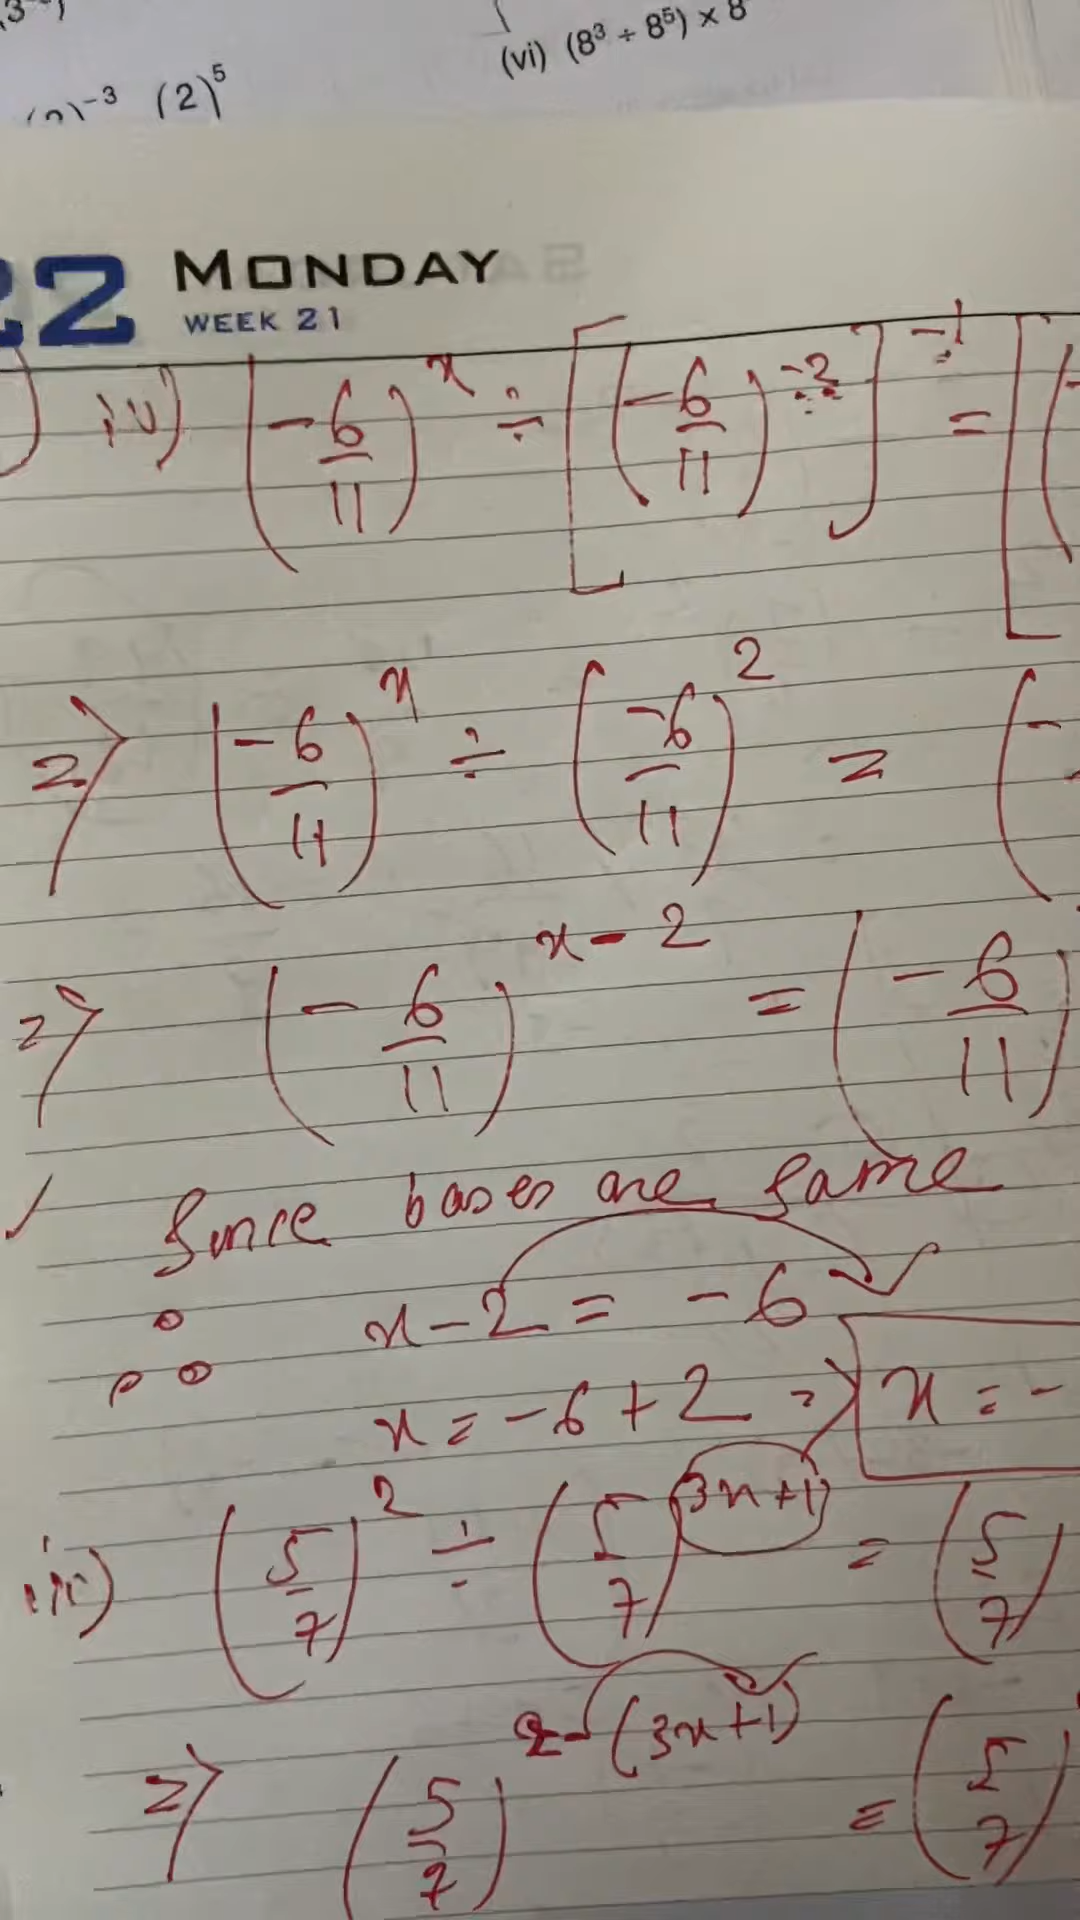 (vi) (8³ ÷ 8⁵) × 8
⁻³ (2)⁵
22 MONDAY
WEEK 21
iv) (-6/11)^x ÷ [(-6/11)^-2]^-1 = [(
=> (-6/11)^x ÷ (-6/11)^2 = (-
=> (-6/11)^x-2 = (-6/11)
Since bases are same
x-2 = -6
x = -6+2 => x = -
iii) (5/7)^2 ÷ (5/7)^3x+1 = (5/7)
=> (5/7)^2-(3x+1) = (5/7)